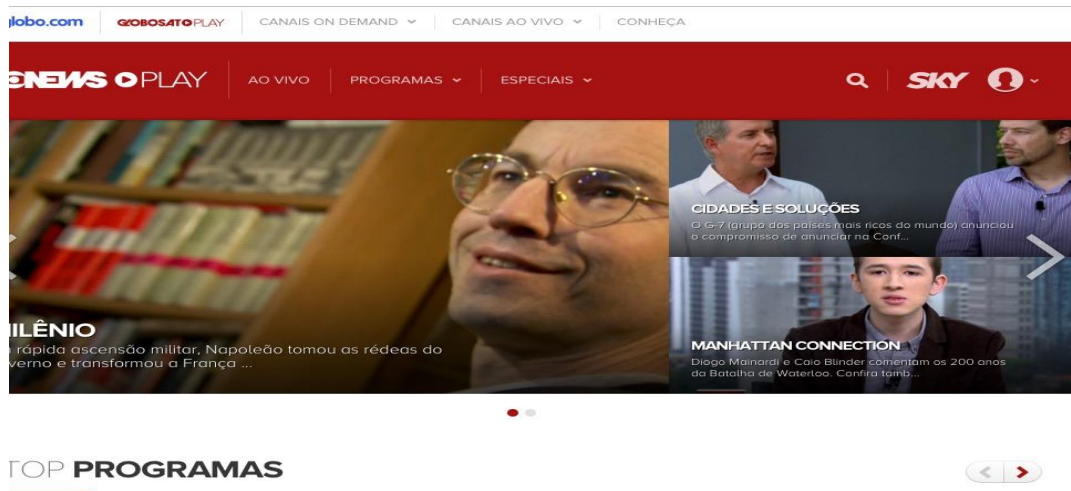 lobo.com GLOBOSATPLAY CANAIS ON DEMAND CANAIS AO VIVO CONHEÇA
NEWS PLAY AO VIVO PROGRAMAS ESPECIAIS SKY
CIDADES E SOLUÇÕES
O G-7 (grupo dos países mais ricos do mundo) anunciou
o compromisso de anunciar na Conf...
ILÊNIO
rápida ascensão militar, Napoleão tomou as rédeas do
verno e transformou a França ...
MANHATTAN CONNECTION
Diogo Mainardi e Caio Blinder comentam os 200 anos
da Batalha de Waterloo. Confira tamb...
TOP PROGRAMAS